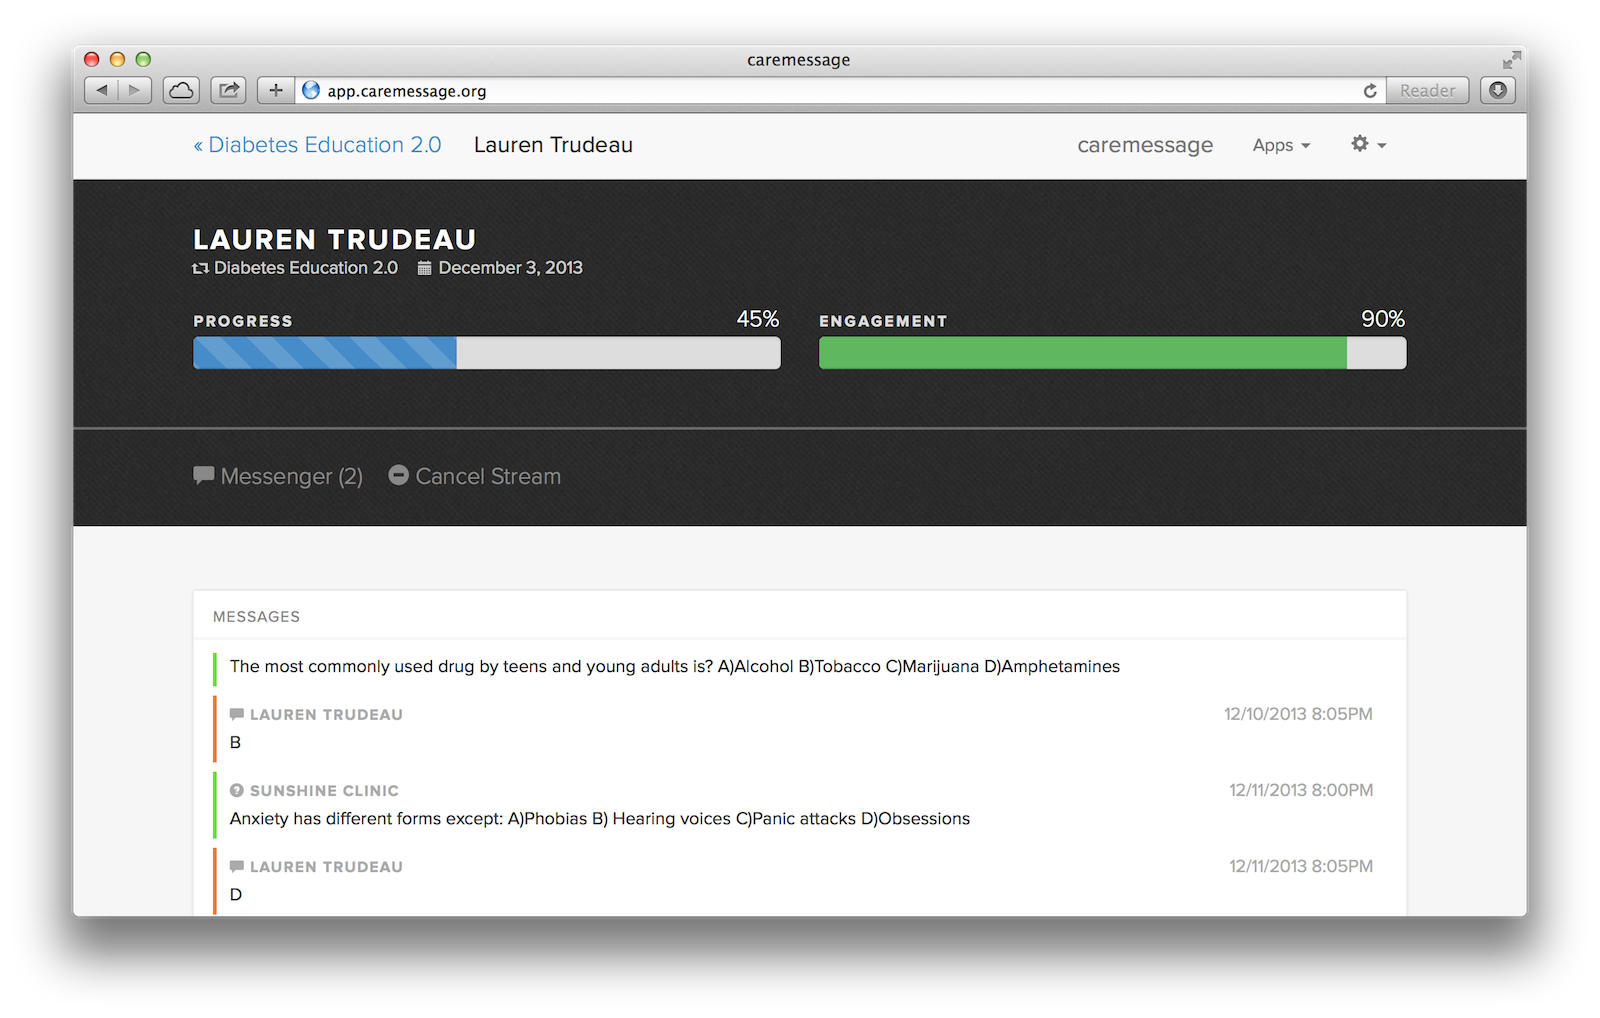 caremessage
app.caremessage.org
Reader
« Diabetes Education 2.0 Lauren Trudeau caremessage Apps
LAUREN TRUDEAU
Diabetes Education 2.0 December 3, 2013
PROGRESS 45% ENGAGEMENT 90%
Messenger (2) Cancel Stream
MESSAGES
The most commonly used drug by teens and young adults is? A)Alcohol B)Tobacco C)Marijuana D)Amphetamines
LAUREN TRUDEAU 12/10/2013 8:05PM
B
SUNSHINE CLINIC 12/11/2013 8:00PM
Anxiety has different forms except: A)Phobias B) Hearing voices C)Panic attacks D)Obsessions
LAUREN TRUDEAU 12/11/2013 8:05PM
D